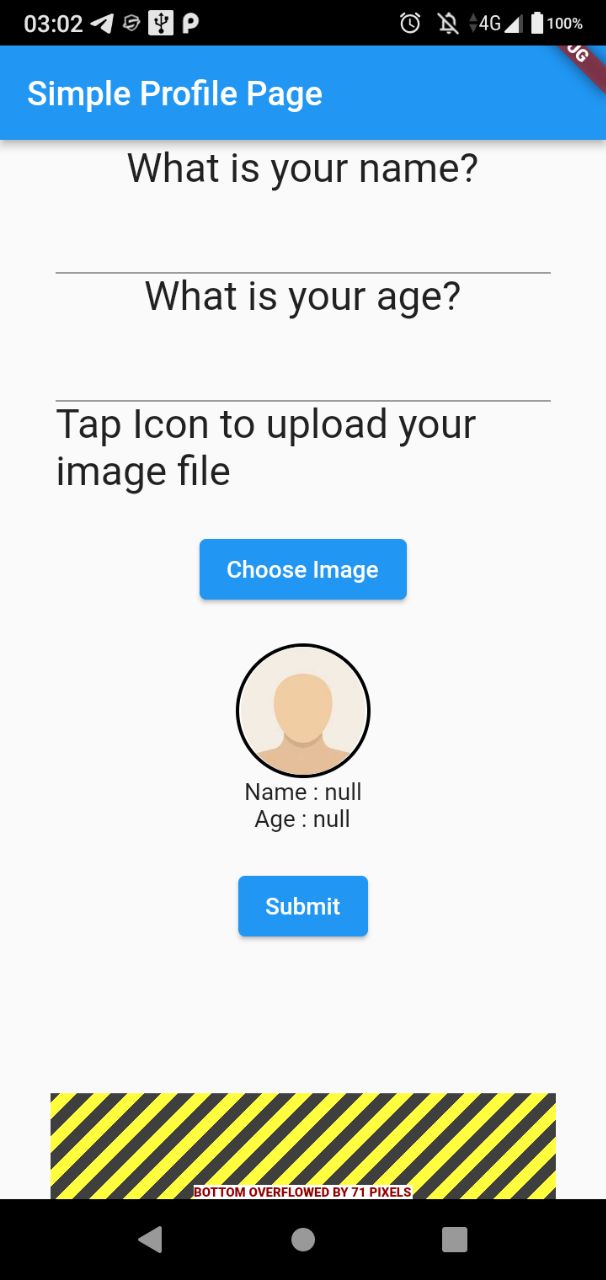 03:02 4G 100%
UG
Simple Profile Page
What is your name?
What is your age?
Tap Icon to upload your
image file
Choose Image
Name : null
Age : null
Submit
BOTTOM OVERFLOWED BY 71 PIXELS